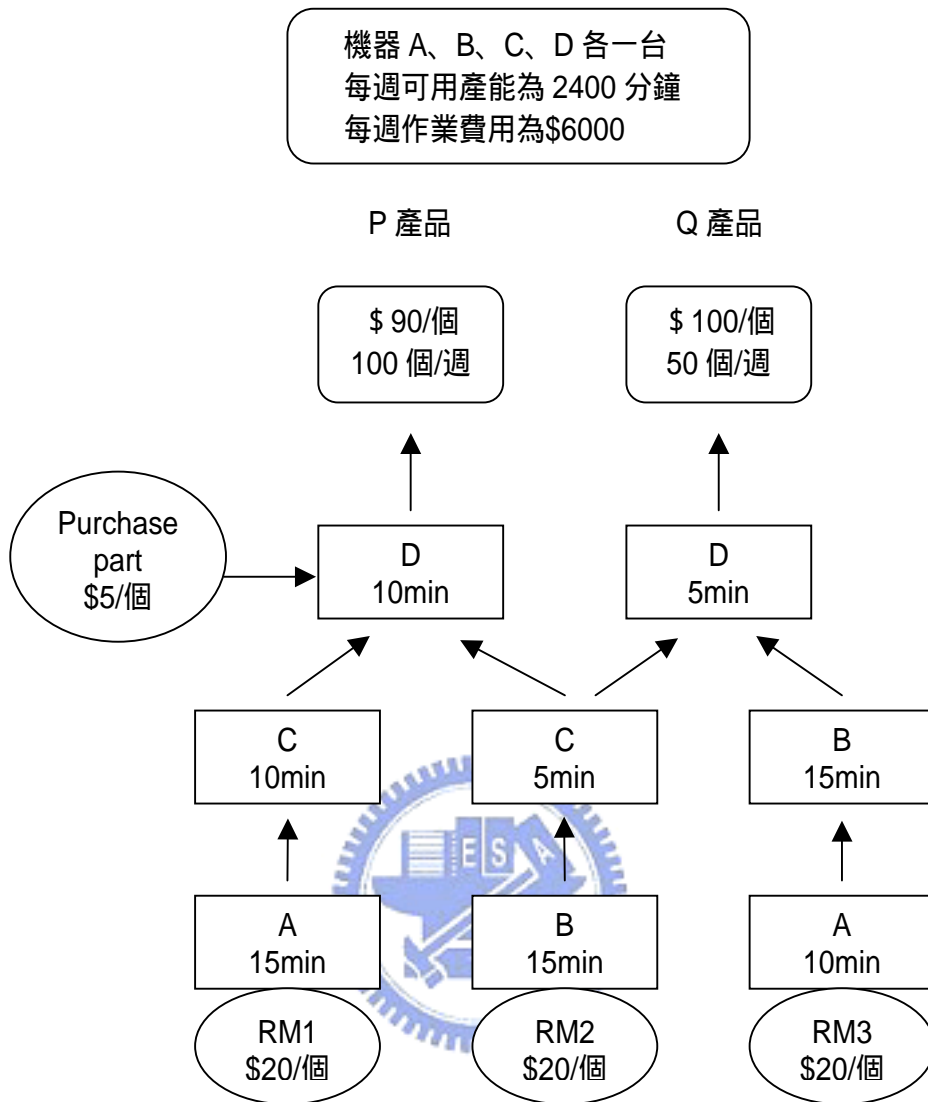 機器 A、B、C、D 各一台
每週可用產能為 2400 分鐘
每週作業費用為$6000
P 產品
Q 產品
$ 90/個
100 個/週
$ 100/個
50 個/週
Purchase
part
$5/個
D
10min
D
5min
C
10min
C
5min
B
15min
E S A
A
15min
B
15min
A
10min
RM1
$20/個
RM2
$20/個
RM3
$20/個